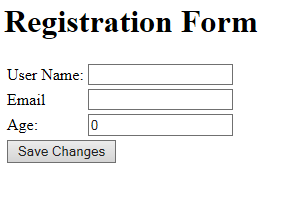 Registration Form
User Name:
Email
Age: 0
Save Changes